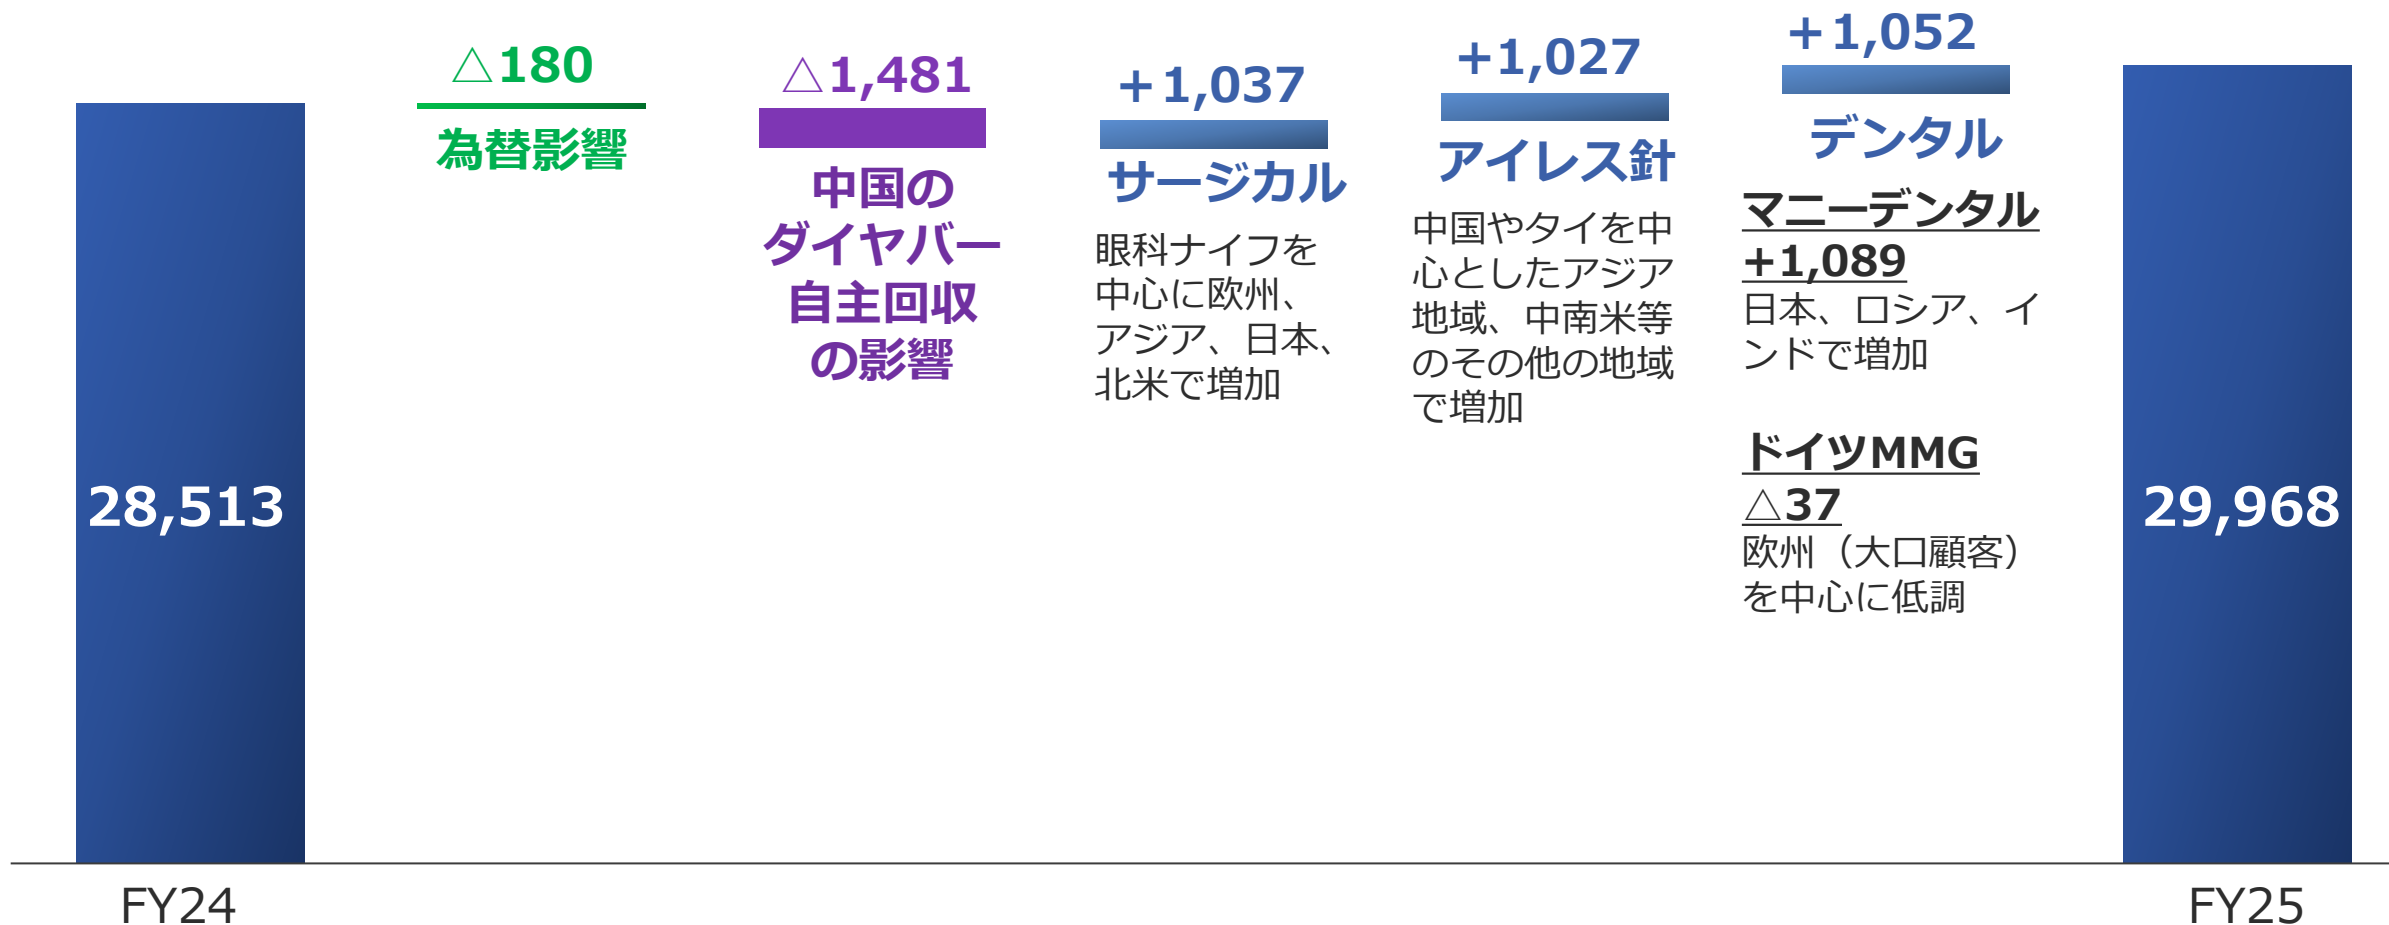 28,513
FY24
△180
為替影響
△1,481
中国の
ダイヤバー
自主回収
の影響
+1,037
サージカル
眼科ナイフを
中心に欧州、
アジア、日本、
北米で増加
+1,027
アイレス針
中国やタイを中
心としたアジア
地域、中南米等
のその他の地域
で増加
+1,052
デンタル
マニーデンタル
+1,089
日本、ロシア、イ
ンドで増加
ドイツMMG
△37
欧州（大口顧客）
を中心に低調
29,968
FY25